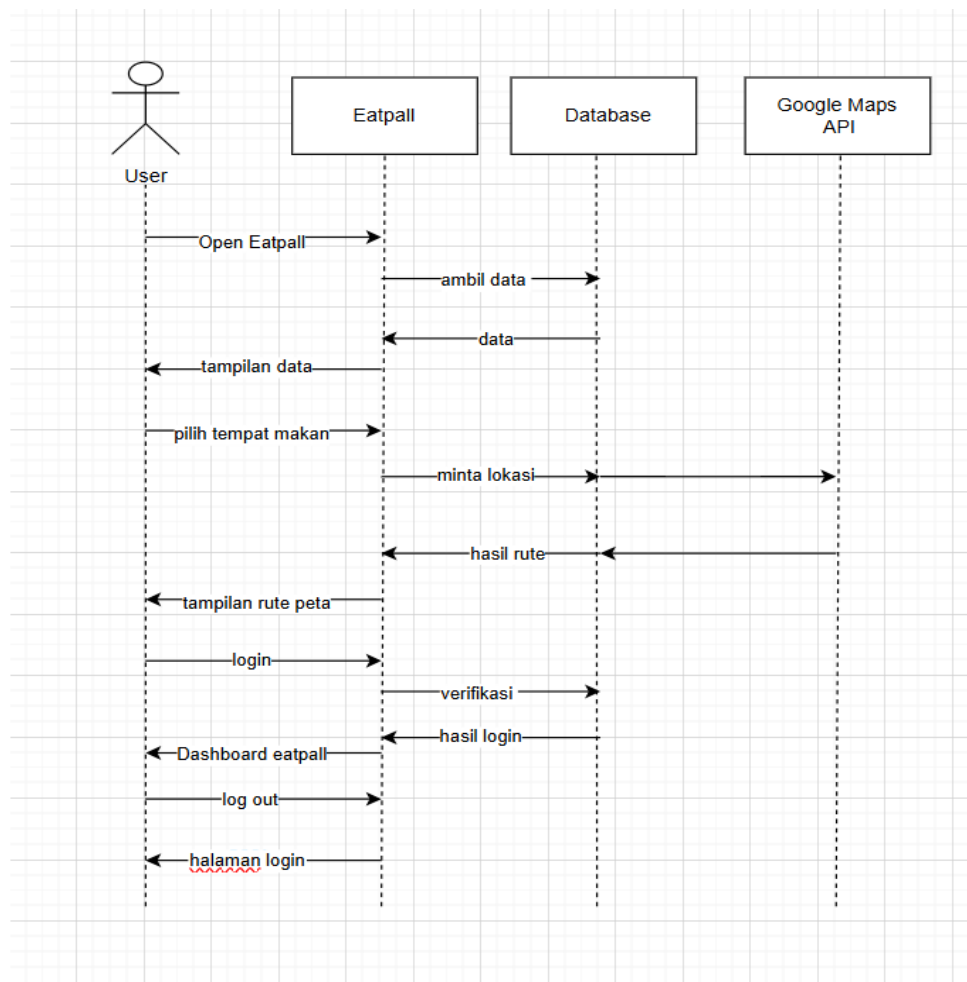 User
Eatpall
Database
Google Maps
API
Open Eatpall
ambil data
data
tampilan data
pilih tempat makan
minta lokasi
hasil rute
tampilan rute peta
login
verifikasi
hasil login
Dashboard eatpall
log out
halaman login